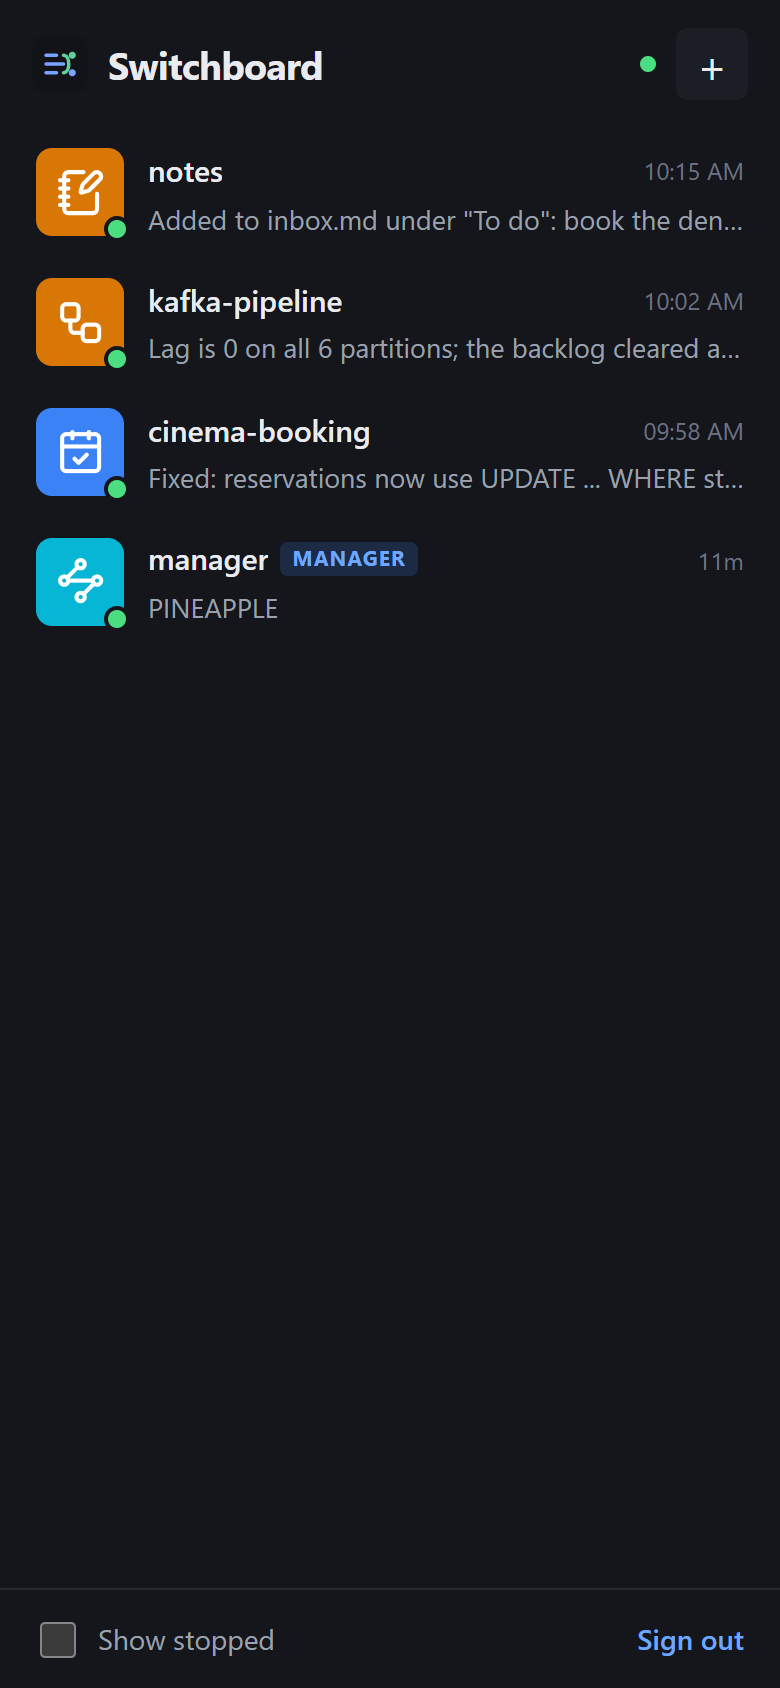 Switchboard
+
notes
10:15 AM
Added to inbox.md under "To do": book the den...
kafka-pipeline
10:02 AM
Lag is 0 on all 6 partitions; the backlog cleared a...
cinema-booking
09:58 AM
Fixed: reservations now use UPDATE ... WHERE st...
manager MANAGER
11m
PINEAPPLE
Show stopped
Sign out